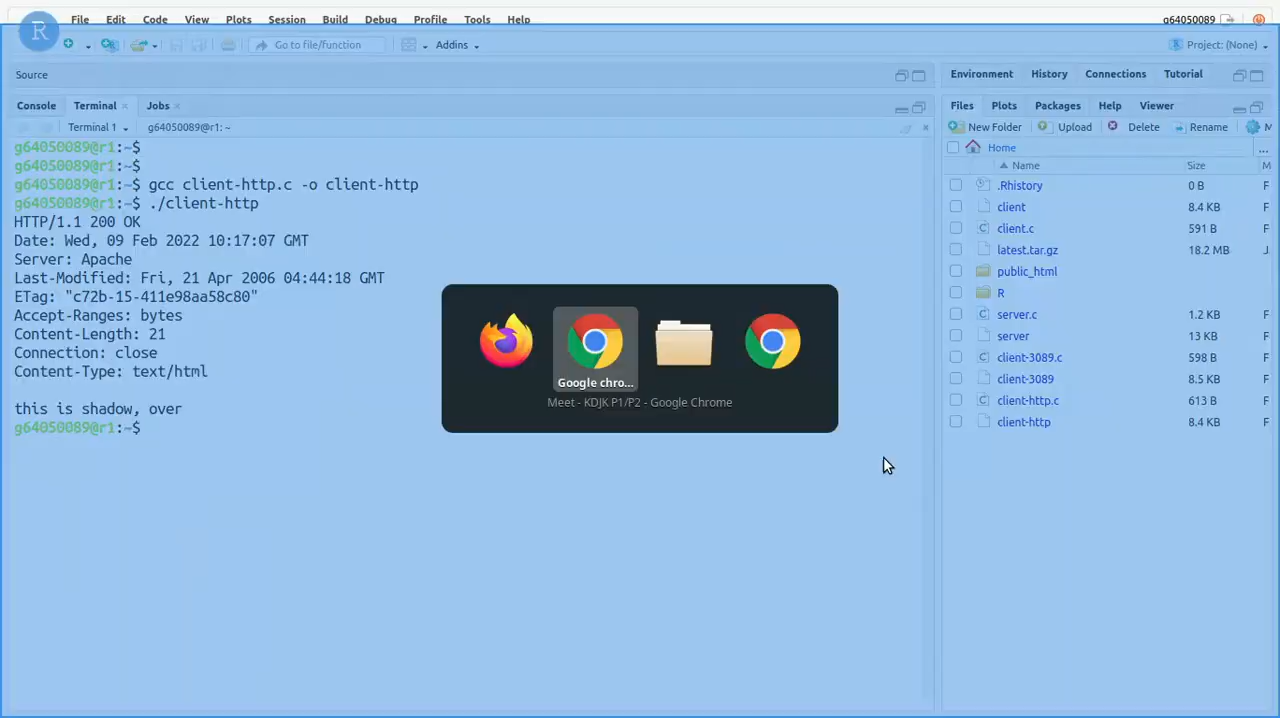 File Edit Code View Plots Session Build Debug Profile Tools Help g64050089
R Go to file/function Addins Project: (None)
Source Environment History Connections Tutorial
Console Terminal Jobs Files Plots Packages Help Viewer
Terminal 1 g64050089@r1: ~ New Folder Upload Delete Rename M
g64050089@r1:~$ Home ...
g64050089@r1:~$ Name Size M
g64050089@r1:~$ gcc client-http.c -o client-http .Rhistory 0 B F
g64050089@r1:~$ ./client-http client 8.4 KB F
HTTP/1.1 200 OK client.c 591 B F
Date: Wed, 09 Feb 2022 10:17:07 GMT latest.tar.gz 18.2 MB J
Server: Apache public_html F
Last-Modified: Fri, 21 Apr 2006 04:44:18 GMT R F
ETag: "c72b-15-411e98aa58c80"
Accept-Ranges: bytes server.c 1.2 KB F
Content-Length: 21 server 13 KB F
Connection: close client-3089.c 598 B F
Content-Type: text/html client-3089 8.5 KB F
Google chro...
Meet - KDJK P1/P2 - Google Chrome client-http.c 613 B F
this is shadow, over client-http 8.4 KB F
g64050089@r1:~$